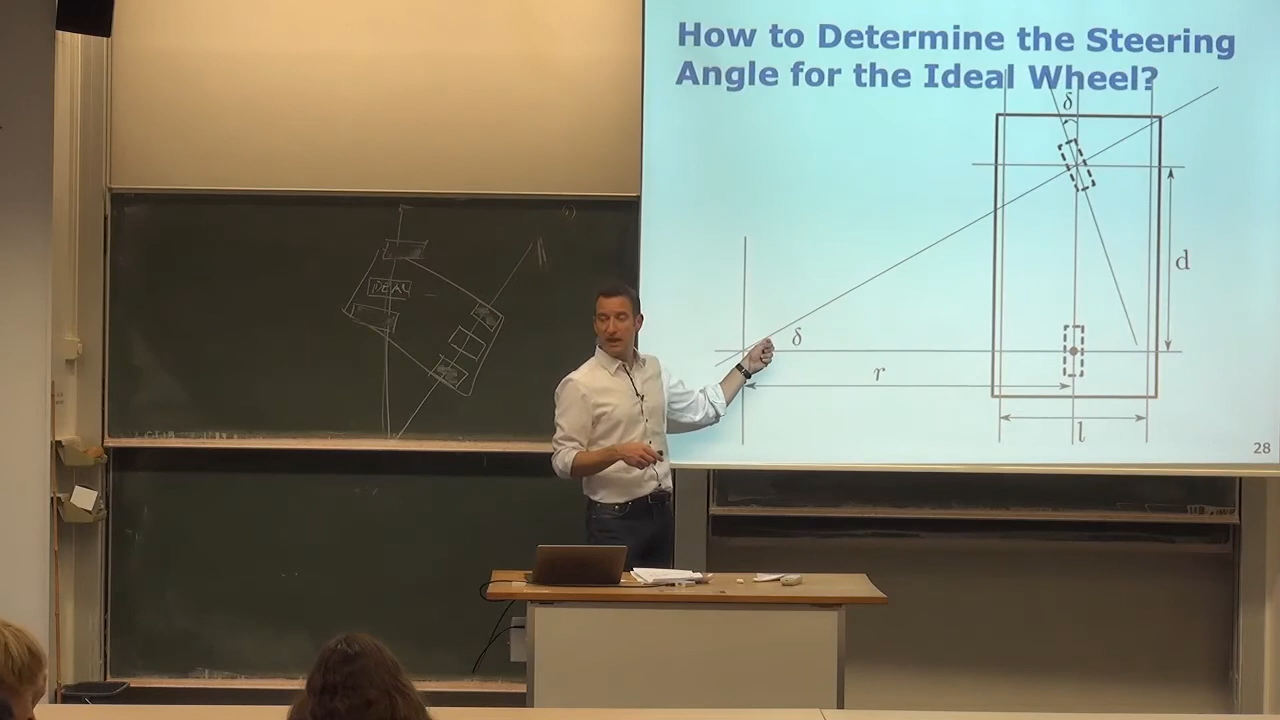 How to Determine the Steering
Angle for the Ideal Wheel?
δ
d
δ
r
l
28
IDEAL